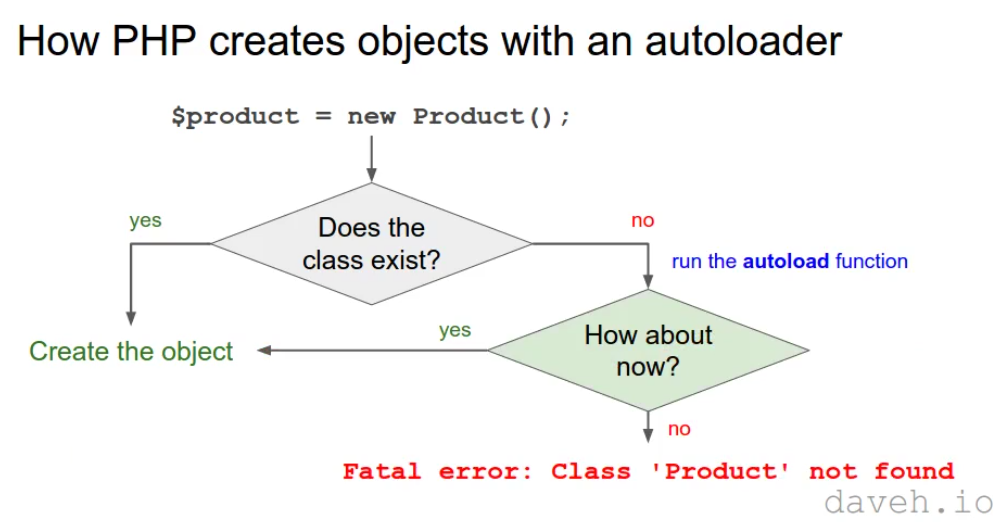 How PHP creates objects with an autoloader
$product = new Product();
yes
Does the
class exist?
no
run the autoload function
Create the object
yes
How about
now?
no
Fatal error: Class 'Product' not found
daveh.io